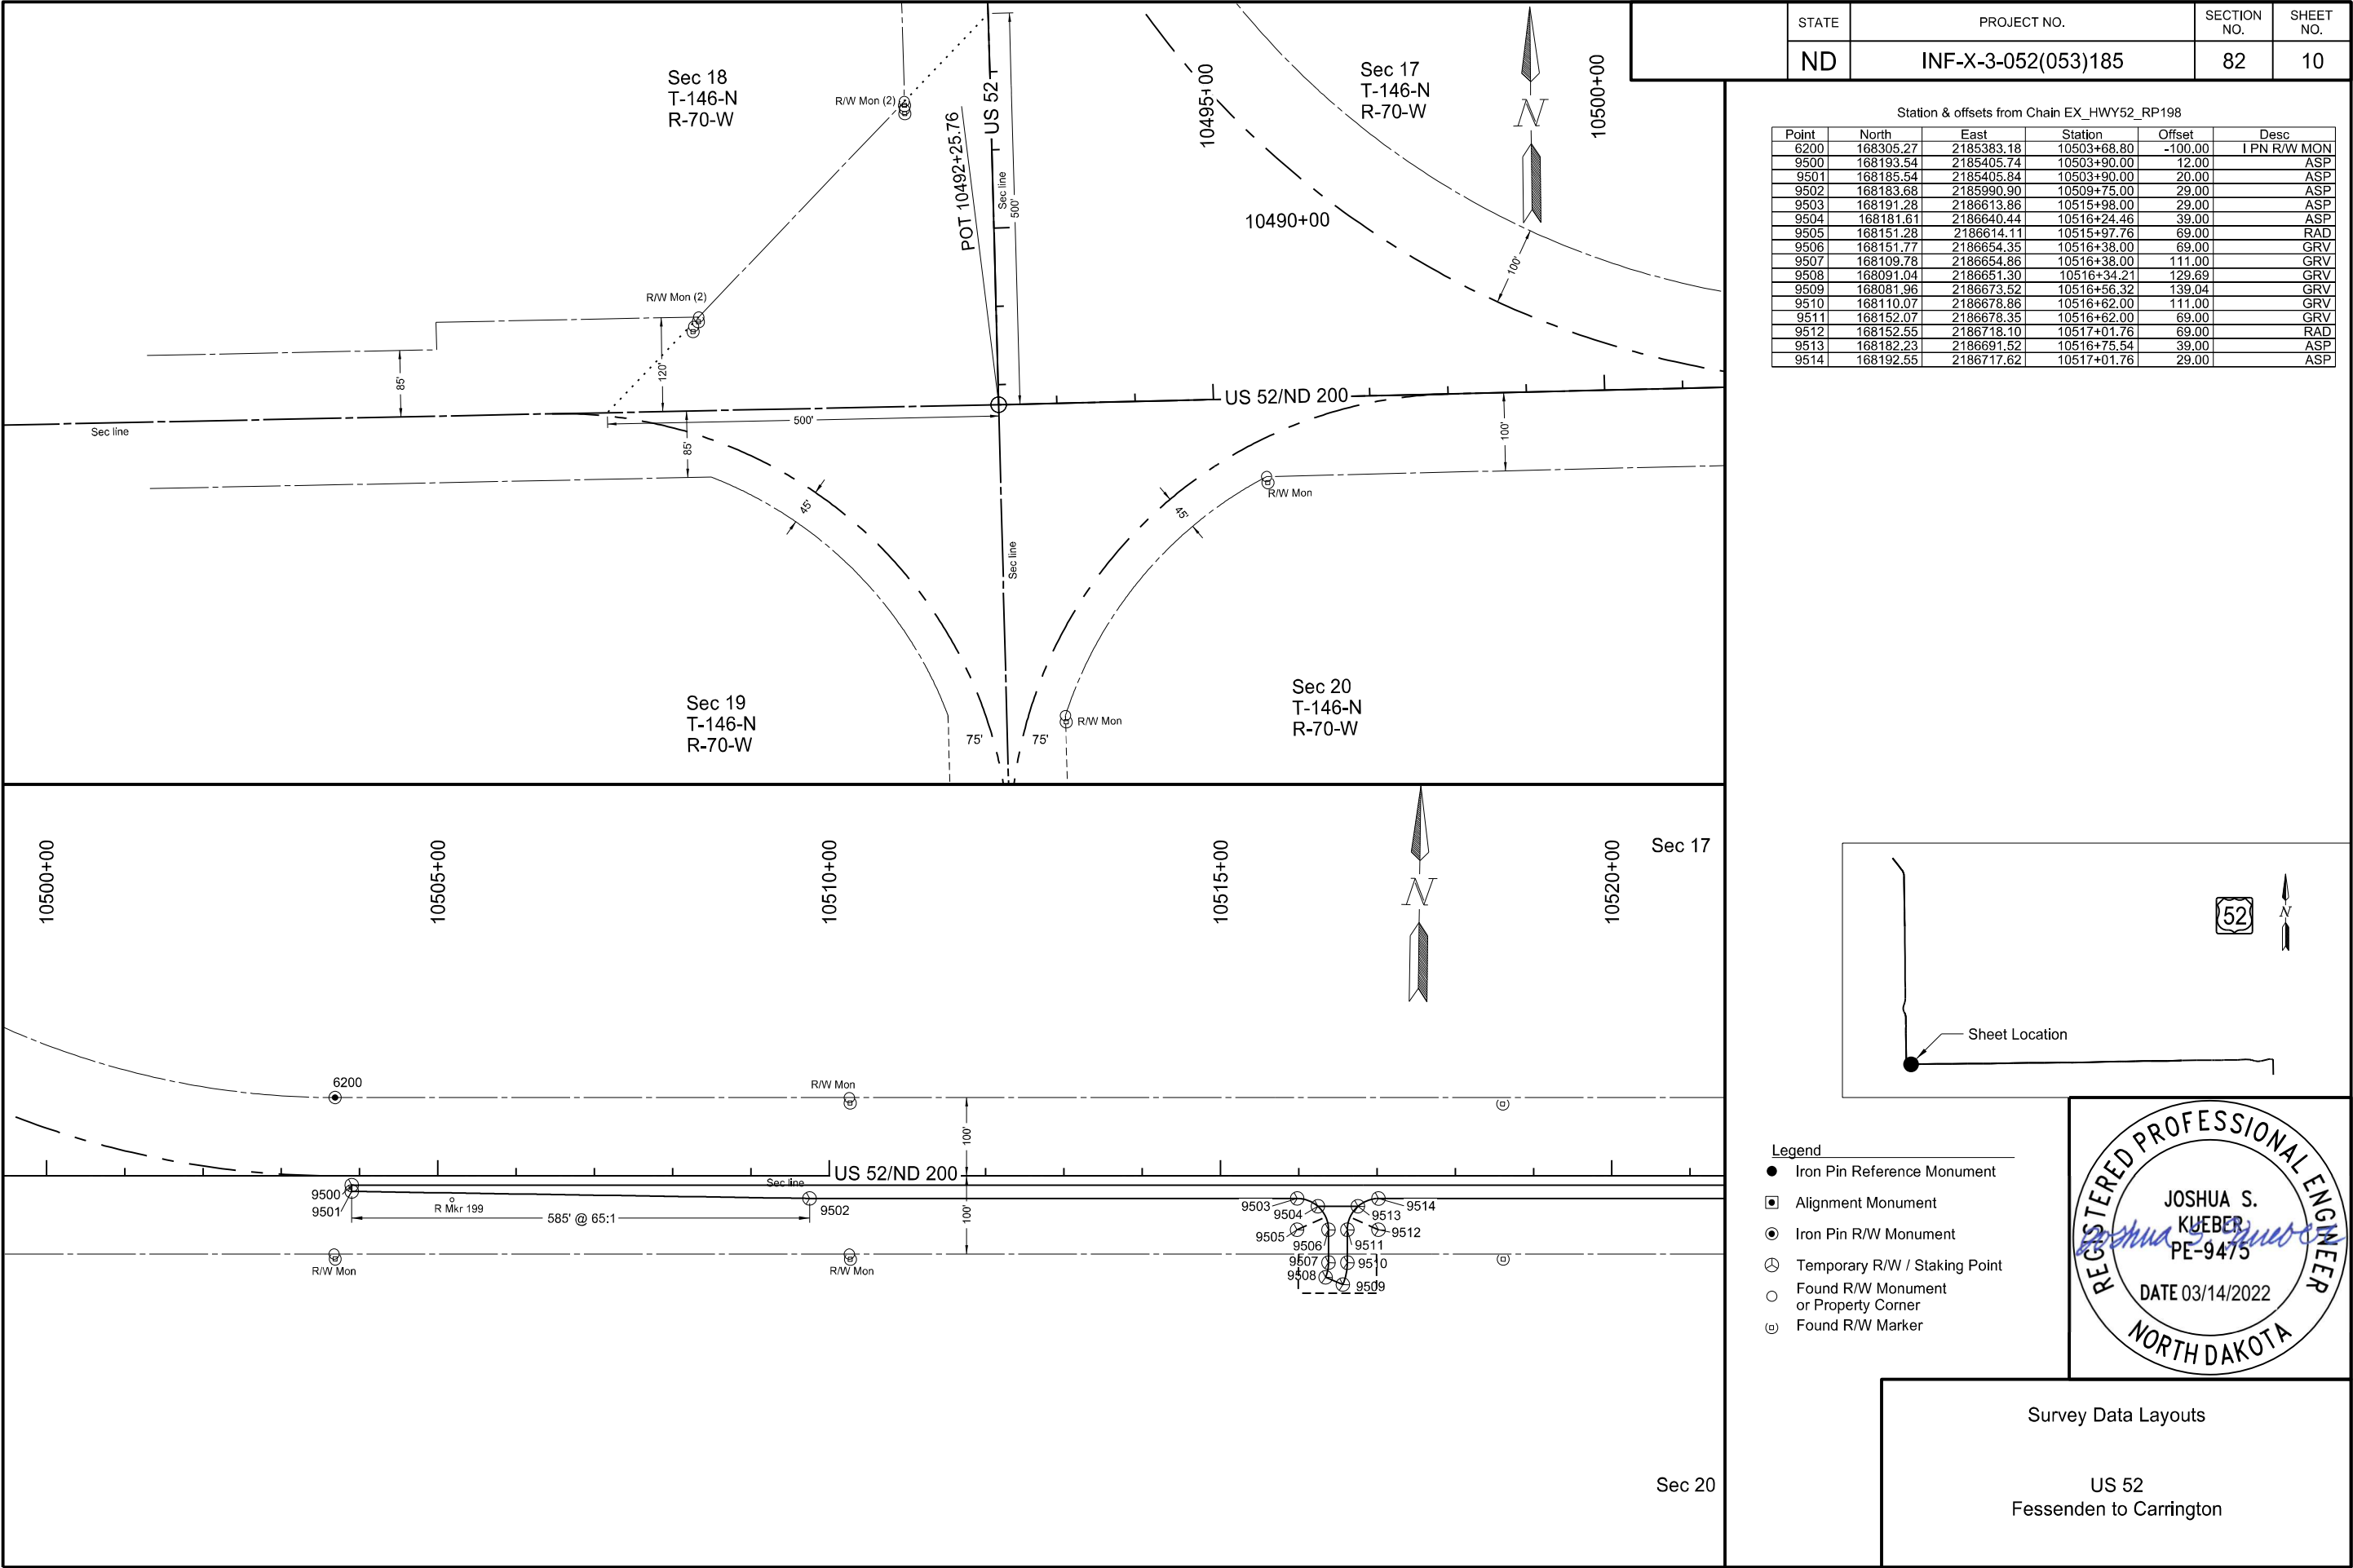 STATE PROJECT NO. SECTION NO. SHEET NO.
ND INF-X-3-052(053)185 82 10
Sec 18
T-146-N
R-70-W
R/W Mon (2)
US 52
10495+00
Sec 17
T-146-N
R-70-W
N
10500+00
POT 10492+25.76
Sec line
500'
10490+00
100'
R/W Mon (2)
85'
120'
Sec line
500'
85'
US 52/ND 200
100'
R/W Mon
45'
45'
Sec line
Sec 19
T-146-N
R-70-W
75'
75'
R/W Mon
Sec 20
T-146-N
R-70-W
Station & offsets from Chain EX_HWY52_RP198
Point North East Station Offset Desc
6200 168305.27 2185383.18 10503+68.80 -100.00 I PN R/W MON
9500 168193.54 2185405.74 10503+90.00 12.00 ASP
9501 168185.54 2185405.84 10503+90.00 20.00 ASP
9502 168183.68 2185990.90 10509+75.00 29.00 ASP
9503 168191.28 2186613.86 10515+98.00 29.00 ASP
9504 168181.61 2186640.44 10516+24.46 39.00 ASP
9505 168151.28 2186614.11 10515+97.76 69.00 RAD
9506 168151.77 2186654.35 10516+38.00 69.00 GRV
9507 168109.78 2186654.86 10516+38.00 111.00 GRV
9508 168091.04 2186651.30 10516+34.21 129.69 GRV
9509 168081.96 2186673.52 10516+56.32 139.04 GRV
9510 168110.07 2186678.86 10516+62.00 111.00 GRV
9511 168152.07 2186678.35 10516+62.00 69.00 GRV
9512 168152.55 2186718.10 10517+01.76 69.00 RAD
9513 168182.23 2186691.52 10516+75.54 39.00 ASP
9514 168192.55 2186717.62 10517+01.76 29.00 ASP
10500+00
10505+00
10510+00
10515+00
N
10520+00
Sec 17
6200
R/W Mon
100'
US 52/ND 200
Sec line
9500
9501
R Mkr 199
585' @ 65:1
9502
100'
9503
9504
9505
9506
9507
9508
9509
9510
9511
9512
9513
9514
R/W Mon
R/W Mon
Sec 20
52
N
Sheet Location
Legend
Iron Pin Reference Monument
Alignment Monument
Iron Pin R/W Monument
Temporary R/W / Staking Point
Found R/W Monument
or Property Corner
Found R/W Marker
REGISTERED PROFESSIONAL ENGINEER
JOSHUA S.
KUEBER
Joshua S. Kueber
PE-9475
DATE 03/14/2022
NORTH DAKOTA
Survey Data Layouts
US 52
Fessenden to Carrington